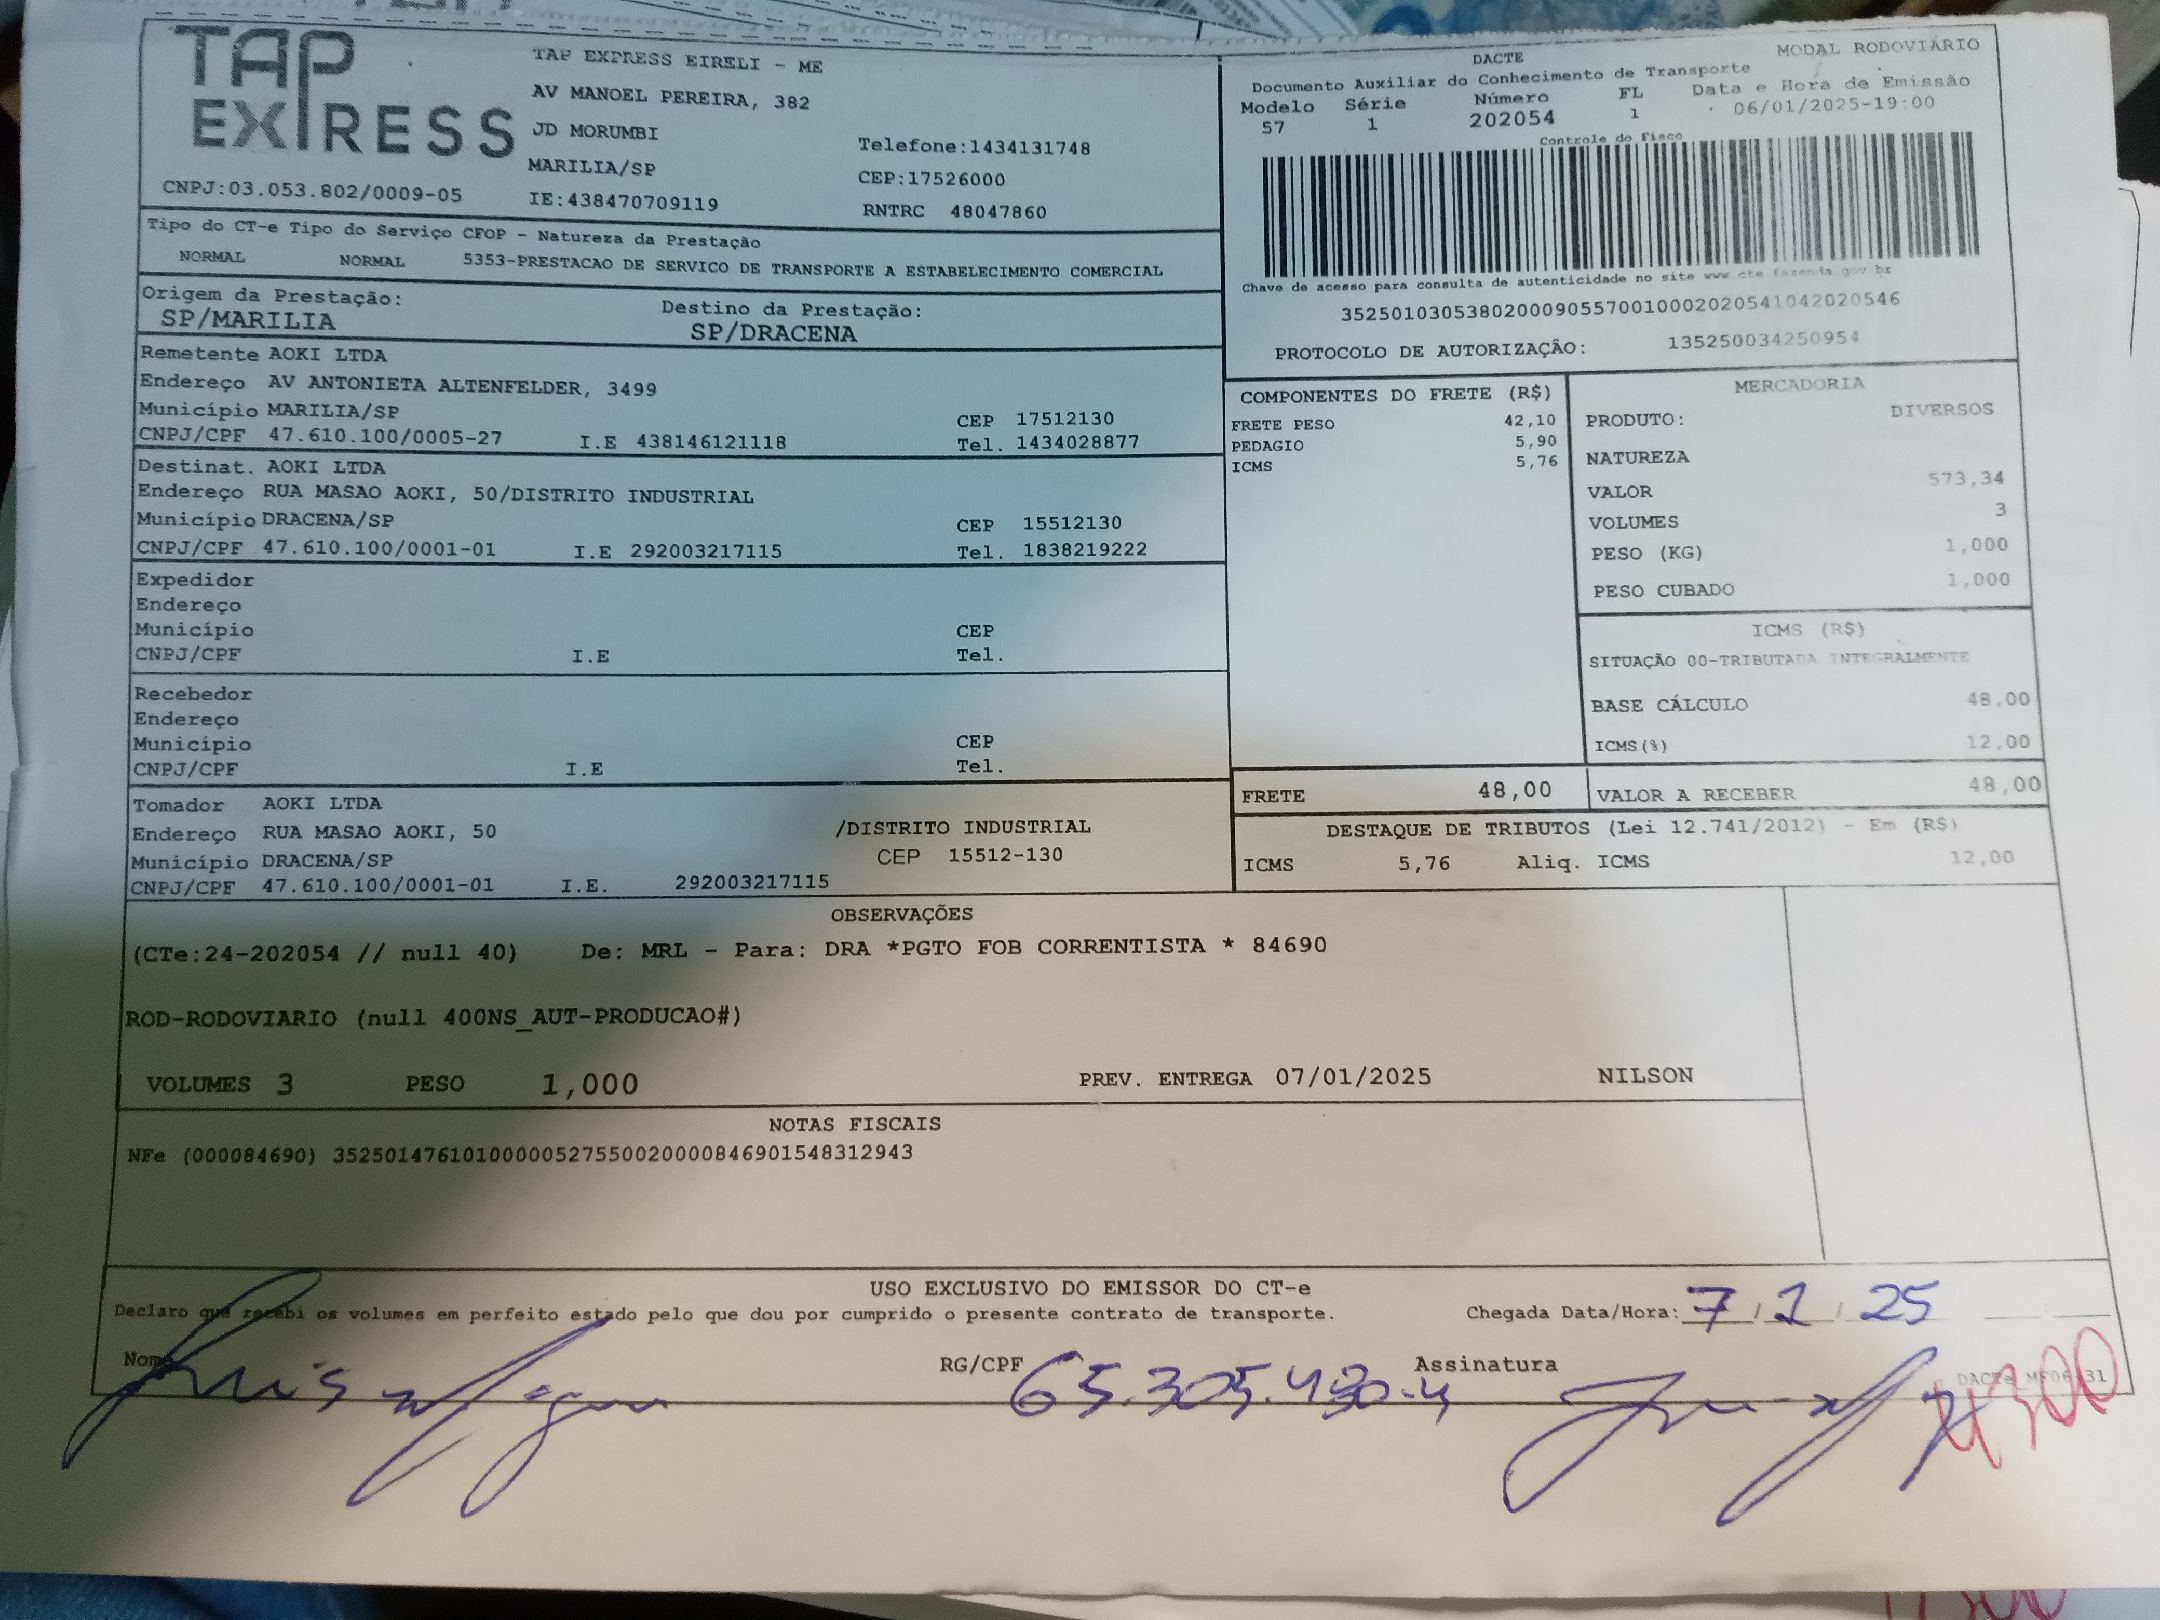 TAP EXPRESS
TAP EXPRESS EIRELI - ME
AV MANOEL PEREIRA, 382
JD MORUMBI
MARILIA/SP
CNPJ:03.053.802/0009-05
IE:438470709119
Telefone:1434131748
CEP:17526000
RNTRC 48047860
DACTE
MODAL RODOVIÁRIO
Documento Auxiliar do Conhecimento de Transporte
Modelo Série Número FL Data e Hora de Emissão
57 1 202054 1 06/01/2025-19:00
Controle do Fisco
Chave de acesso para consulta de autenticidade no site www.cte.fazenda.gov.br
35250103053802000905570010002020541042020546
PROTOCOLO DE AUTORIZAÇÃO: 135250034250954
Tipo do CT-e Tipo do Serviço CFOP - Natureza da Prestação
NORMAL NORMAL 5353-PRESTACAO DE SERVICO DE TRANSPORTE A ESTABELECIMENTO COMERCIAL
Origem da Prestação: Destino da Prestação:
SP/MARILIA SP/DRACENA
Remetente AOKI LTDA
Endereço AV ANTONIETA ALTENFELDER, 3499
Município MARILIA/SP CEP 17512130
CNPJ/CPF 47.610.100/0005-27 I.E 438146121118 Tel. 1434028877
Destinat. AOKI LTDA
Endereço RUA MASAO AOKI, 50/DISTRITO INDUSTRIAL
Município DRACENA/SP CEP 15512130
CNPJ/CPF 47.610.100/0001-01 I.E 292003217115 Tel. 1838219222
Expedidor
Endereço
Município CEP
CNPJ/CPF I.E Tel.
Recebedor
Endereço
Município CEP
CNPJ/CPF I.E Tel.
Tomador AOKI LTDA
Endereço RUA MASAO AOKI, 50 /DISTRITO INDUSTRIAL
Município DRACENA/SP CEP 15512-130
CNPJ/CPF 47.610.100/0001-01 I.E. 292003217115
COMPONENTES DO FRETE (R$)
FRETE PESO 42,10
PEDAGIO 5,90
ICMS 5,76
MERCADORIA
PRODUTO: DIVERSOS
NATUREZA
VALOR 573,34
VOLUMES 3
PESO (KG) 1,000
PESO CUBADO 1,000
ICMS (R$)
SITUAÇÃO 00-TRIBUTADA INTEGRALMENTE
BASE CÁLCULO 48,00
ICMS(%) 12,00
FRETE 48,00 VALOR A RECEBER 48,00
DESTAQUE DE TRIBUTOS (Lei 12.741/2012) - Em (R$)
ICMS 5,76 Aliq. ICMS 12,00
OBSERVAÇÕES
(CTe:24-202054 // null 40) De: MRL - Para: DRA *PGTO FOB CORRENTISTA * 84690
ROD-RODOVIARIO (null 400NS_AUT-PRODUCAO#)
VOLUMES 3 PESO 1,000 PREV. ENTREGA 07/01/2025 NILSON
NOTAS FISCAIS
NFe (000084690) 35250147610100000527550020000846901548312943
USO EXCLUSIVO DO EMISSOR DO CT-e
Declaro que recebi os volumes em perfeito estado pelo que dou por cumprido o presente contrato de transporte. Chegada Data/Hora: 7/1/25
Nome RG/CPF 65.305.430-4 Assinatura